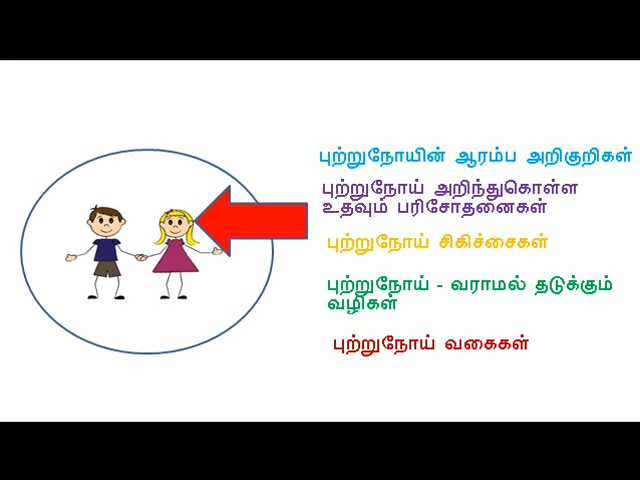 புற்றுநோயின் ஆரம்ப அறிகுறிகள்
புற்றுநோய் அறிந்துகொள்ள
உதவும் பரிசோதனைகள்
புற்றுநோய் சிகிச்சைகள்
புற்றுநோய் - வராமல் தடுக்கும்
வழிகள்
புற்றுநோய் வகைகள்